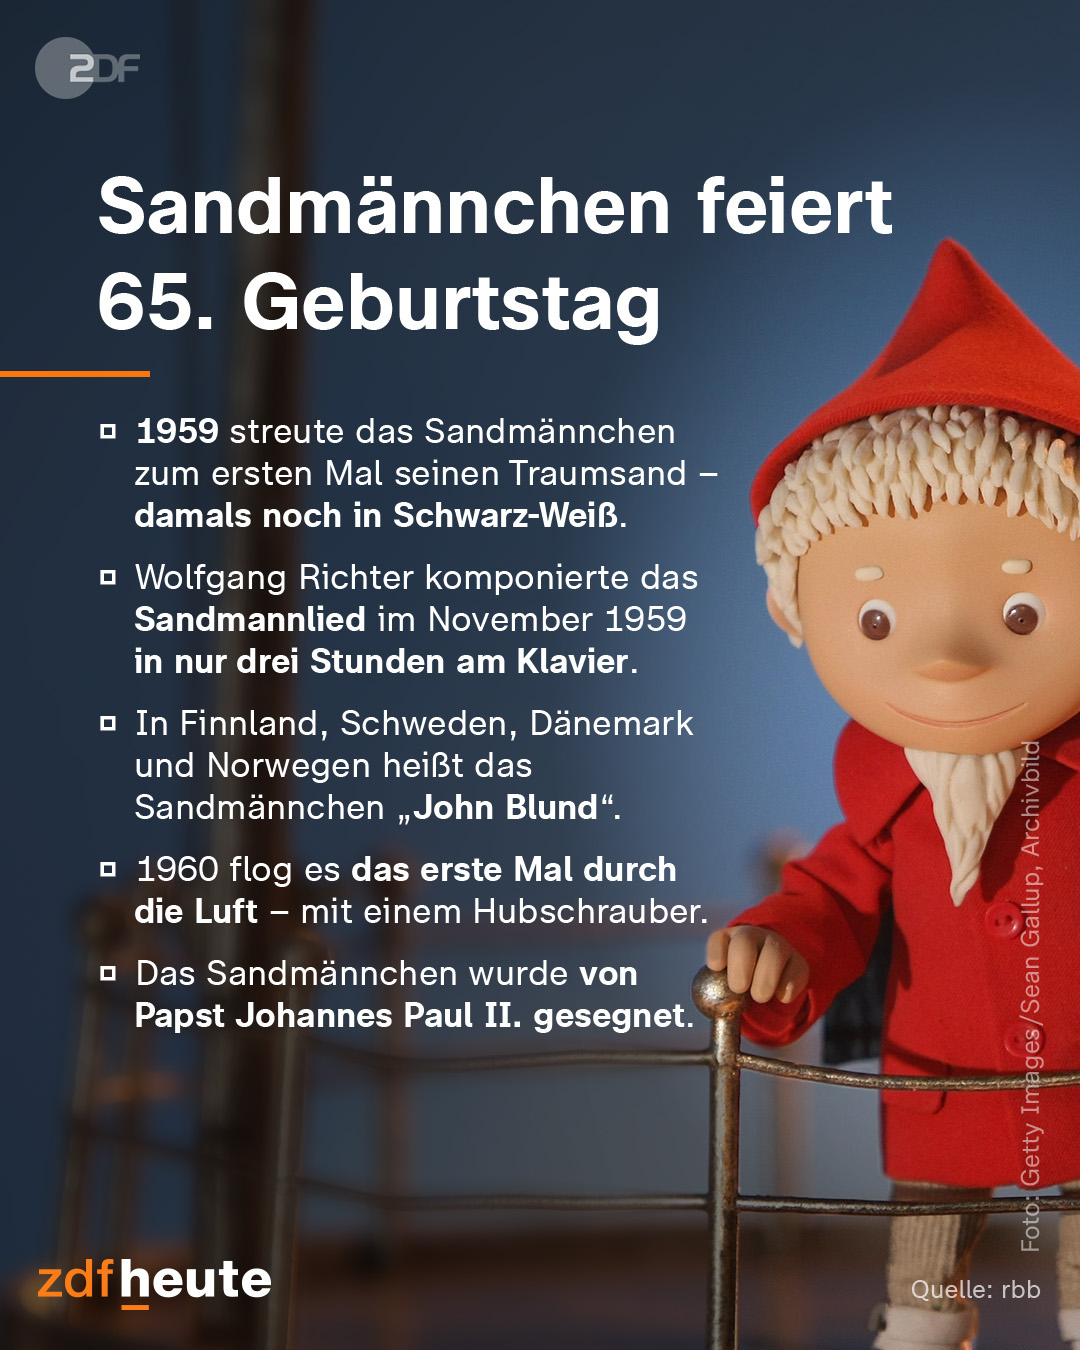 ZDF
Sandmännchen feiert
65. Geburtstag
1959 streute das Sandmännchen
zum ersten Mal seinen Traumsand –
damals noch in Schwarz-Weiß.
Wolfgang Richter komponierte das
Sandmannlied im November 1959
in nur drei Stunden am Klavier.
In Finnland, Schweden, Dänemark
und Norwegen heißt das
Sandmännchen „John Blund“.
1960 flog es das erste Mal durch
die Luft – mit einem Hubschrauber.
Das Sandmännchen wurde von
Papst Johannes Paul II. gesegnet.
Foto: Getty Images/Sean Gallup, Archivbild
zdfheute
Quelle: rbb